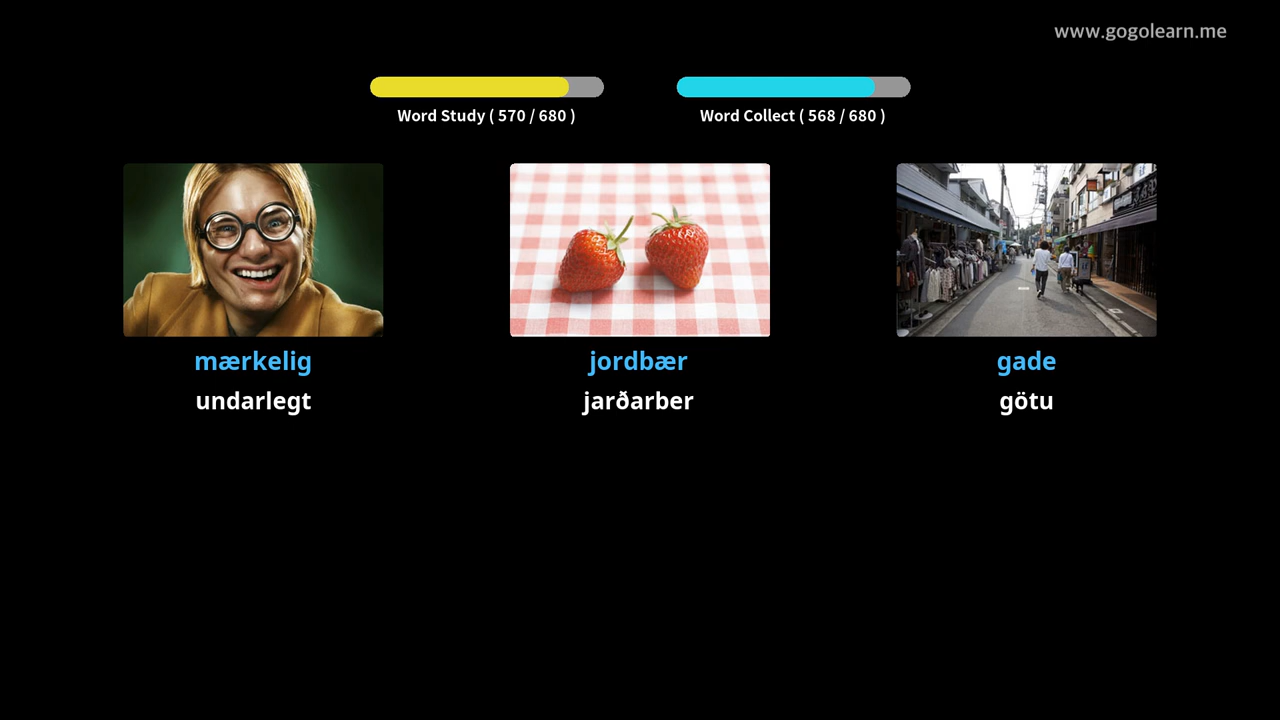 www.gogolearn.me
Word Study ( 570 / 680 )
Word Collect ( 568 / 680 )
mærkelig
undarlegt
jordbær
jarðarber
gade
götu